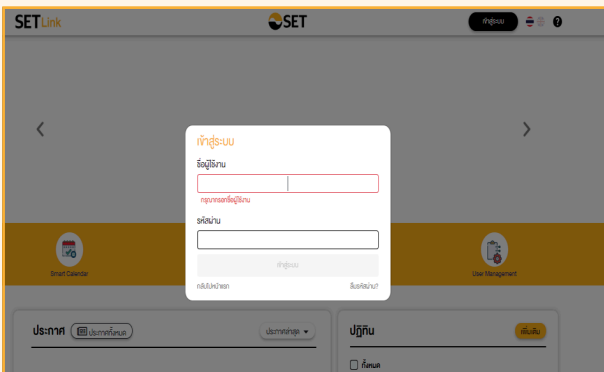 SETLink
SET
เข้าสู่ระบบ
?
เข้าสู่ระบบ
ชื่อผู้ใช้งาน
กรุณากรอกชื่อผู้ใช้งาน
รหัสผ่าน
เข้าสู่ระบบ
กลับไปหน้าแรก
ลืมรหัสผ่าน?
Smart Calendar
User Management
ประกาศ
ประกาศทั้งหมด
ประกาศล่าสุด
ปฏิทิน
เพิ่มเติม
ทั้งหมด